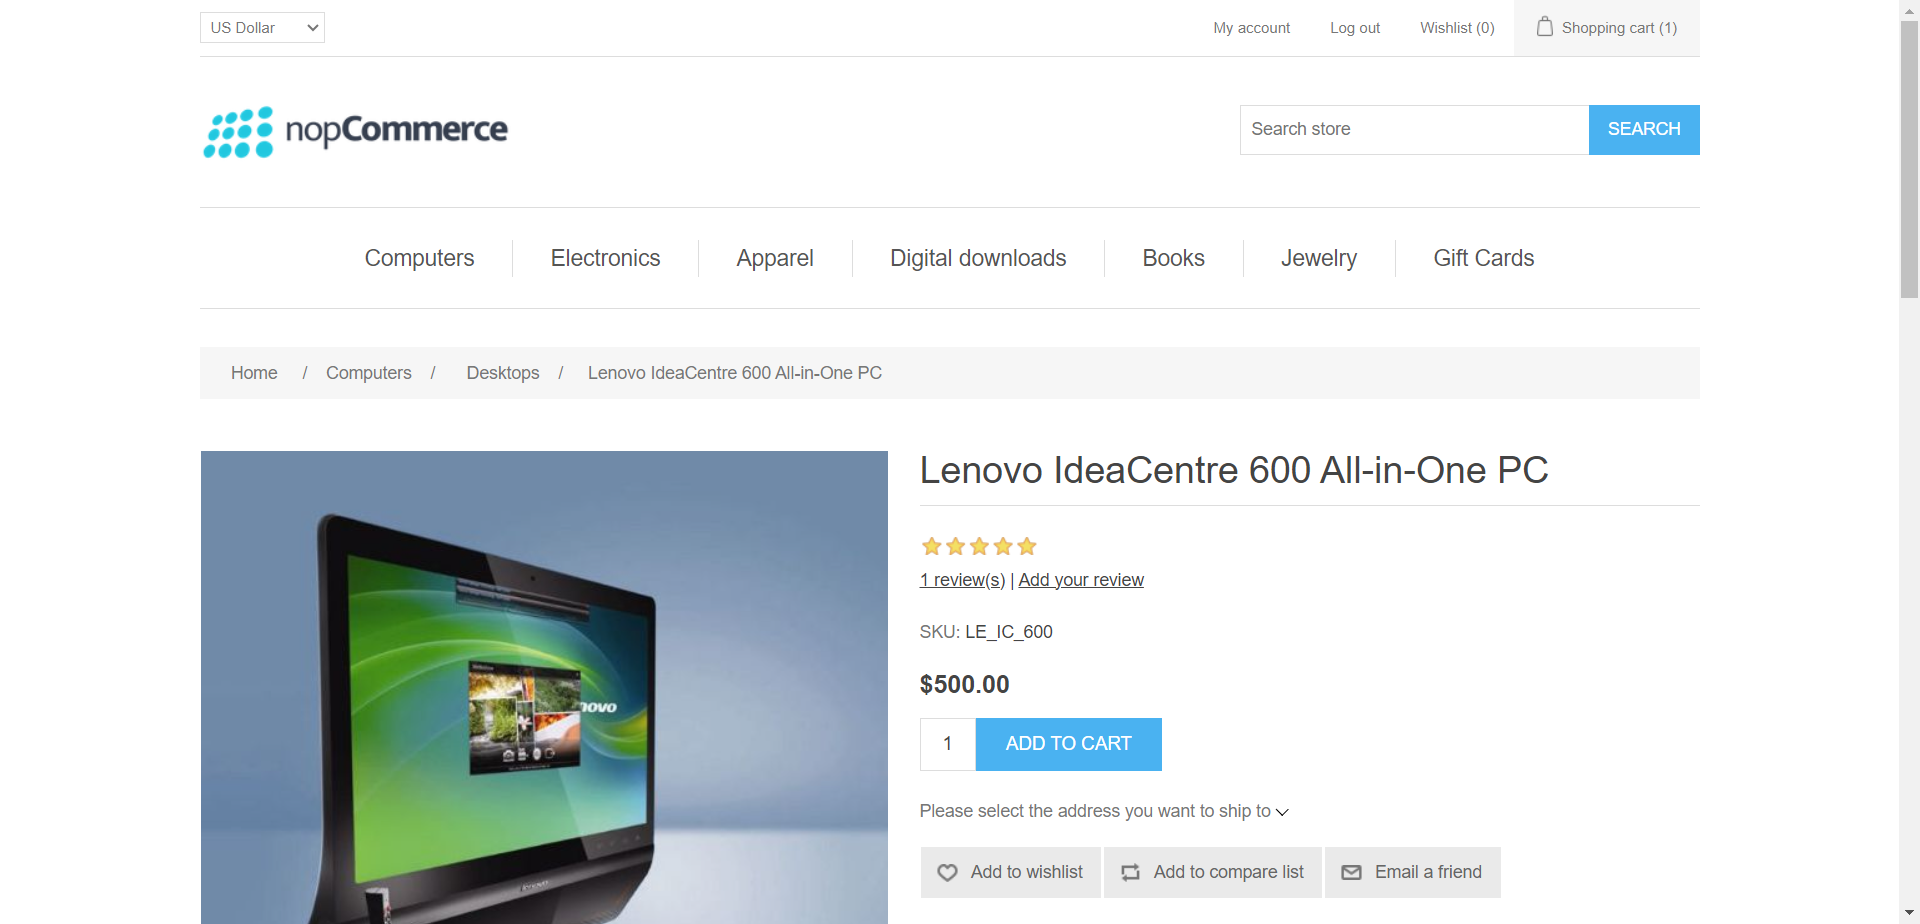 US Dollar
My account
Log out
Wishlist (0)
Shopping cart (1)
nopCommerce
Search store
SEARCH
Computers
Electronics
Apparel
Digital downloads
Books
Jewelry
Gift Cards
Home / Computers / Desktops / Lenovo IdeaCentre 600 All-in-One PC
Lenovo IdeaCentre 600 All-in-One PC
1 review(s) | Add your review
SKU: LE_IC_600
$500.00
1
ADD TO CART
Please select the address you want to ship to
Add to wishlist
Add to compare list
Email a friend